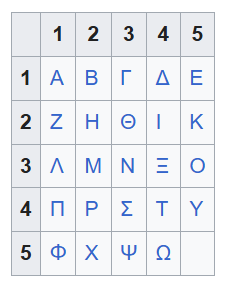 1 2 3 4 5
1 Α Β Γ Δ Ε
2 Ζ Η Θ Ι Κ
3 Λ Μ Ν Ξ Ο
4 Π Ρ Σ Τ Υ
5 Φ Χ Ψ Ω